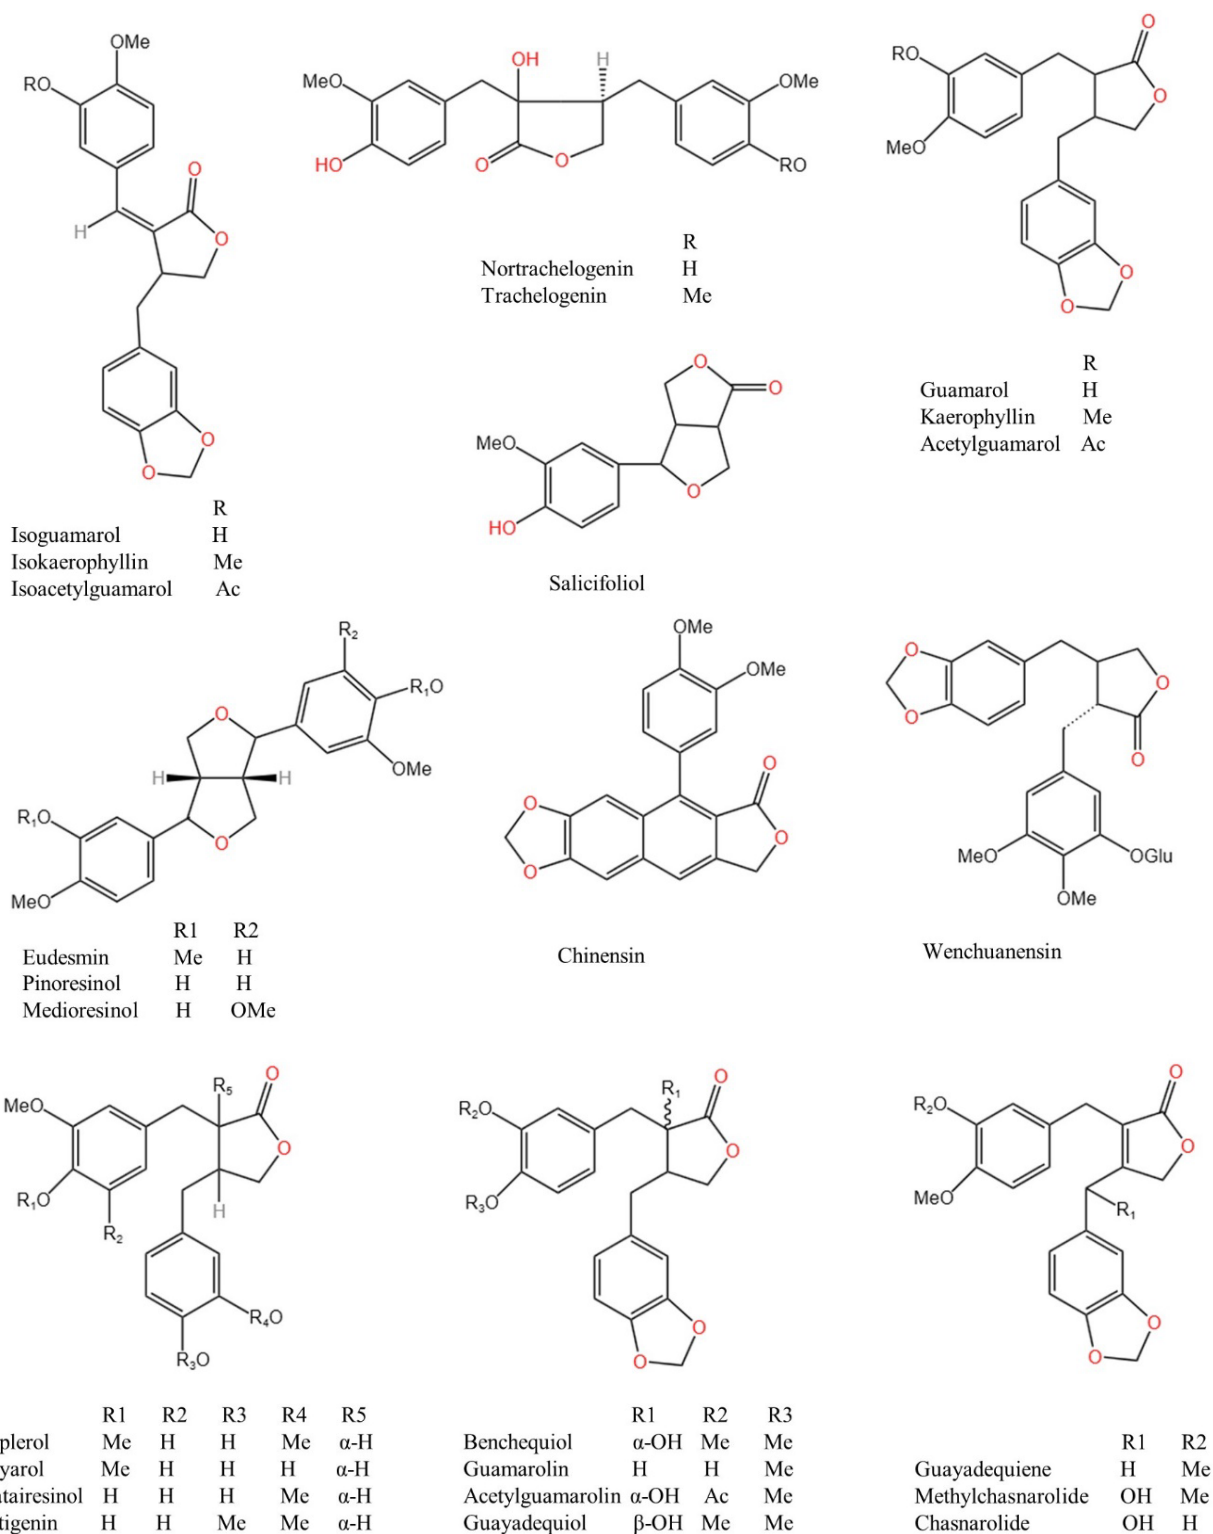 OMe
RO
O
H
O
O
O
R
Isoguamarol H
Isokaerophyllin Me
Isoacetylguamarol Ac
OH H
MeO OMe
HO O O RO
R
Nortrachelogenin H
Trachelogenin Me
O
RO
O
MeO
O
O
R
Guamarol H
Kaerophyllin Me
Acetylguamarol Ac
O
O
MeO
O
HO
Salicifoliol
R2
R1O
O
OMe
H H
R1O
O
MeO
R1 R2
Eudesmin Me H
Pinoresinol H H
Medioresinol H OMe
OMe
OMe
O
O
O
O
Chinensin
O
O
O
O
MeO OGlu
OMe
Wenchuanensin
R5 O
MeO
O
R1O
H
R2
R4O
R3O
R1 R2 R3 R4 R5
plerol Me H H Me α-H
yarol Me H H H α-H
tairesinol H H H Me α-H
tigenin H H Me Me α-H
R1 O
R2O
O
R3O
O
O
R1 R2 R3
Benchequiol α-OH Me Me
Guamarolin H H Me
Acetylguamarolin α-OH Ac Me
Guayadequiol β-OH Me Me
O
R2O
O
MeO
R1
O
O
R1 R2
Guayadequiene H Me
Methylchasnarolide OH Me
Chasnarolide OH H